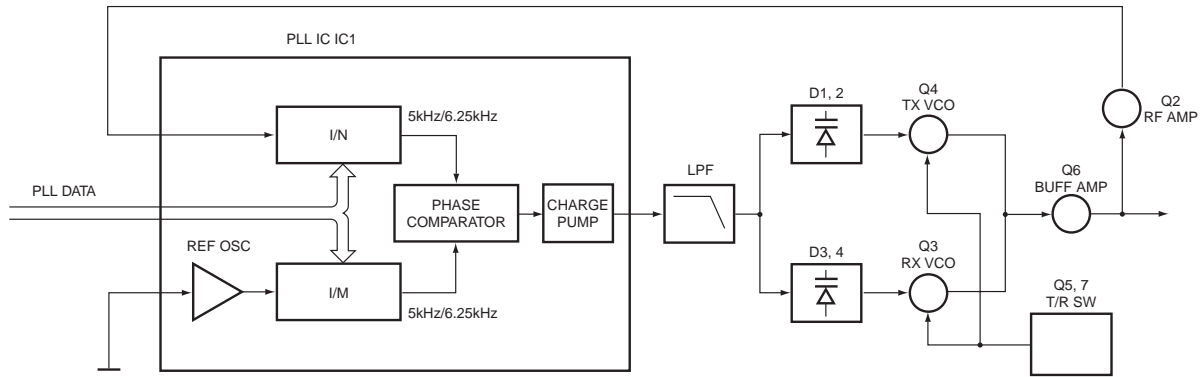 PLL IC IC1
5kHz/6.25kHz
I/N
PLL DATA
PHASE
COMPARATOR
CHARGE
PUMP
REF OSC
I/M
5kHz/6.25kHz
LPF
D1, 2
Q4
TX VCO
Q2
RF AMP
Q6
BUFF AMP
D3, 4
Q3
RX VCO
Q5, 7
T/R SW